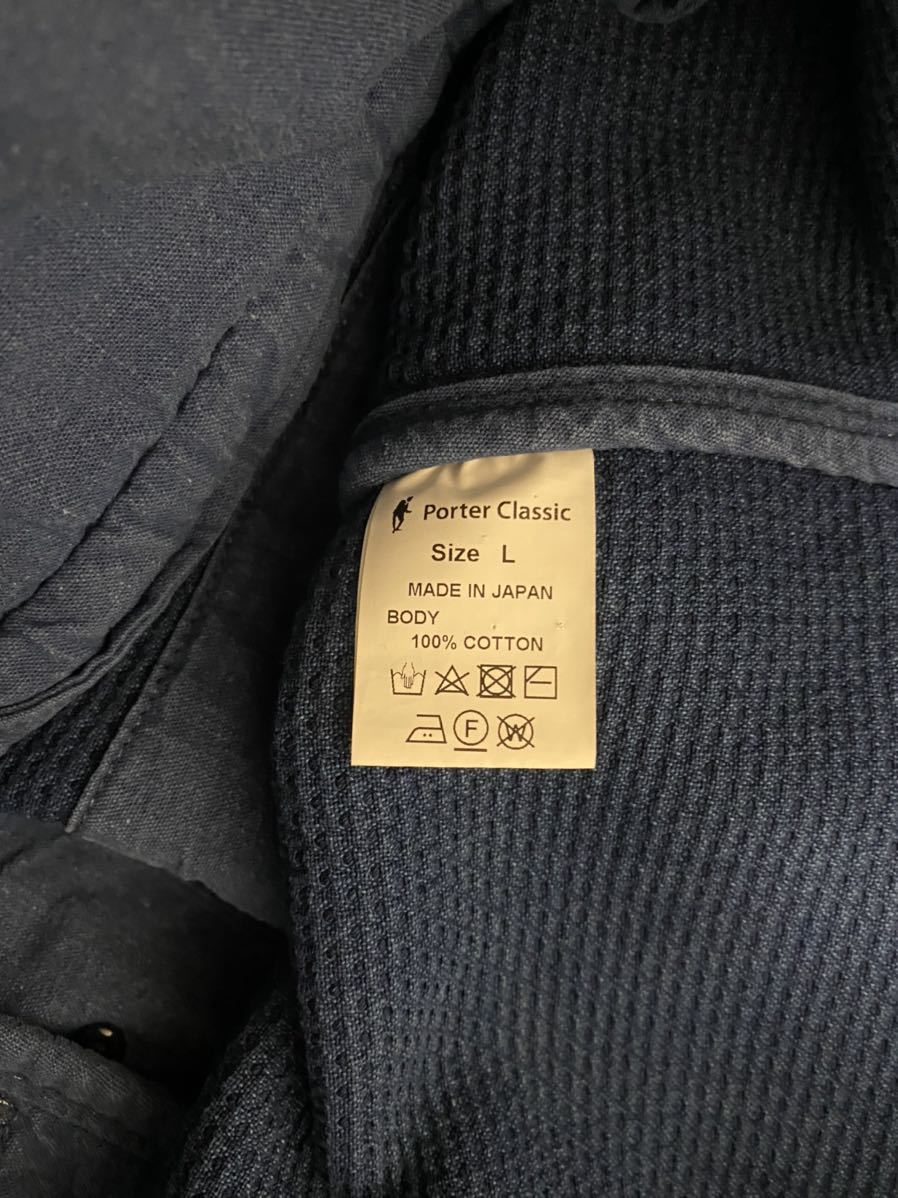 Porter Classic
Size L
MADE IN JAPAN
BODY
100% COTTON
F W